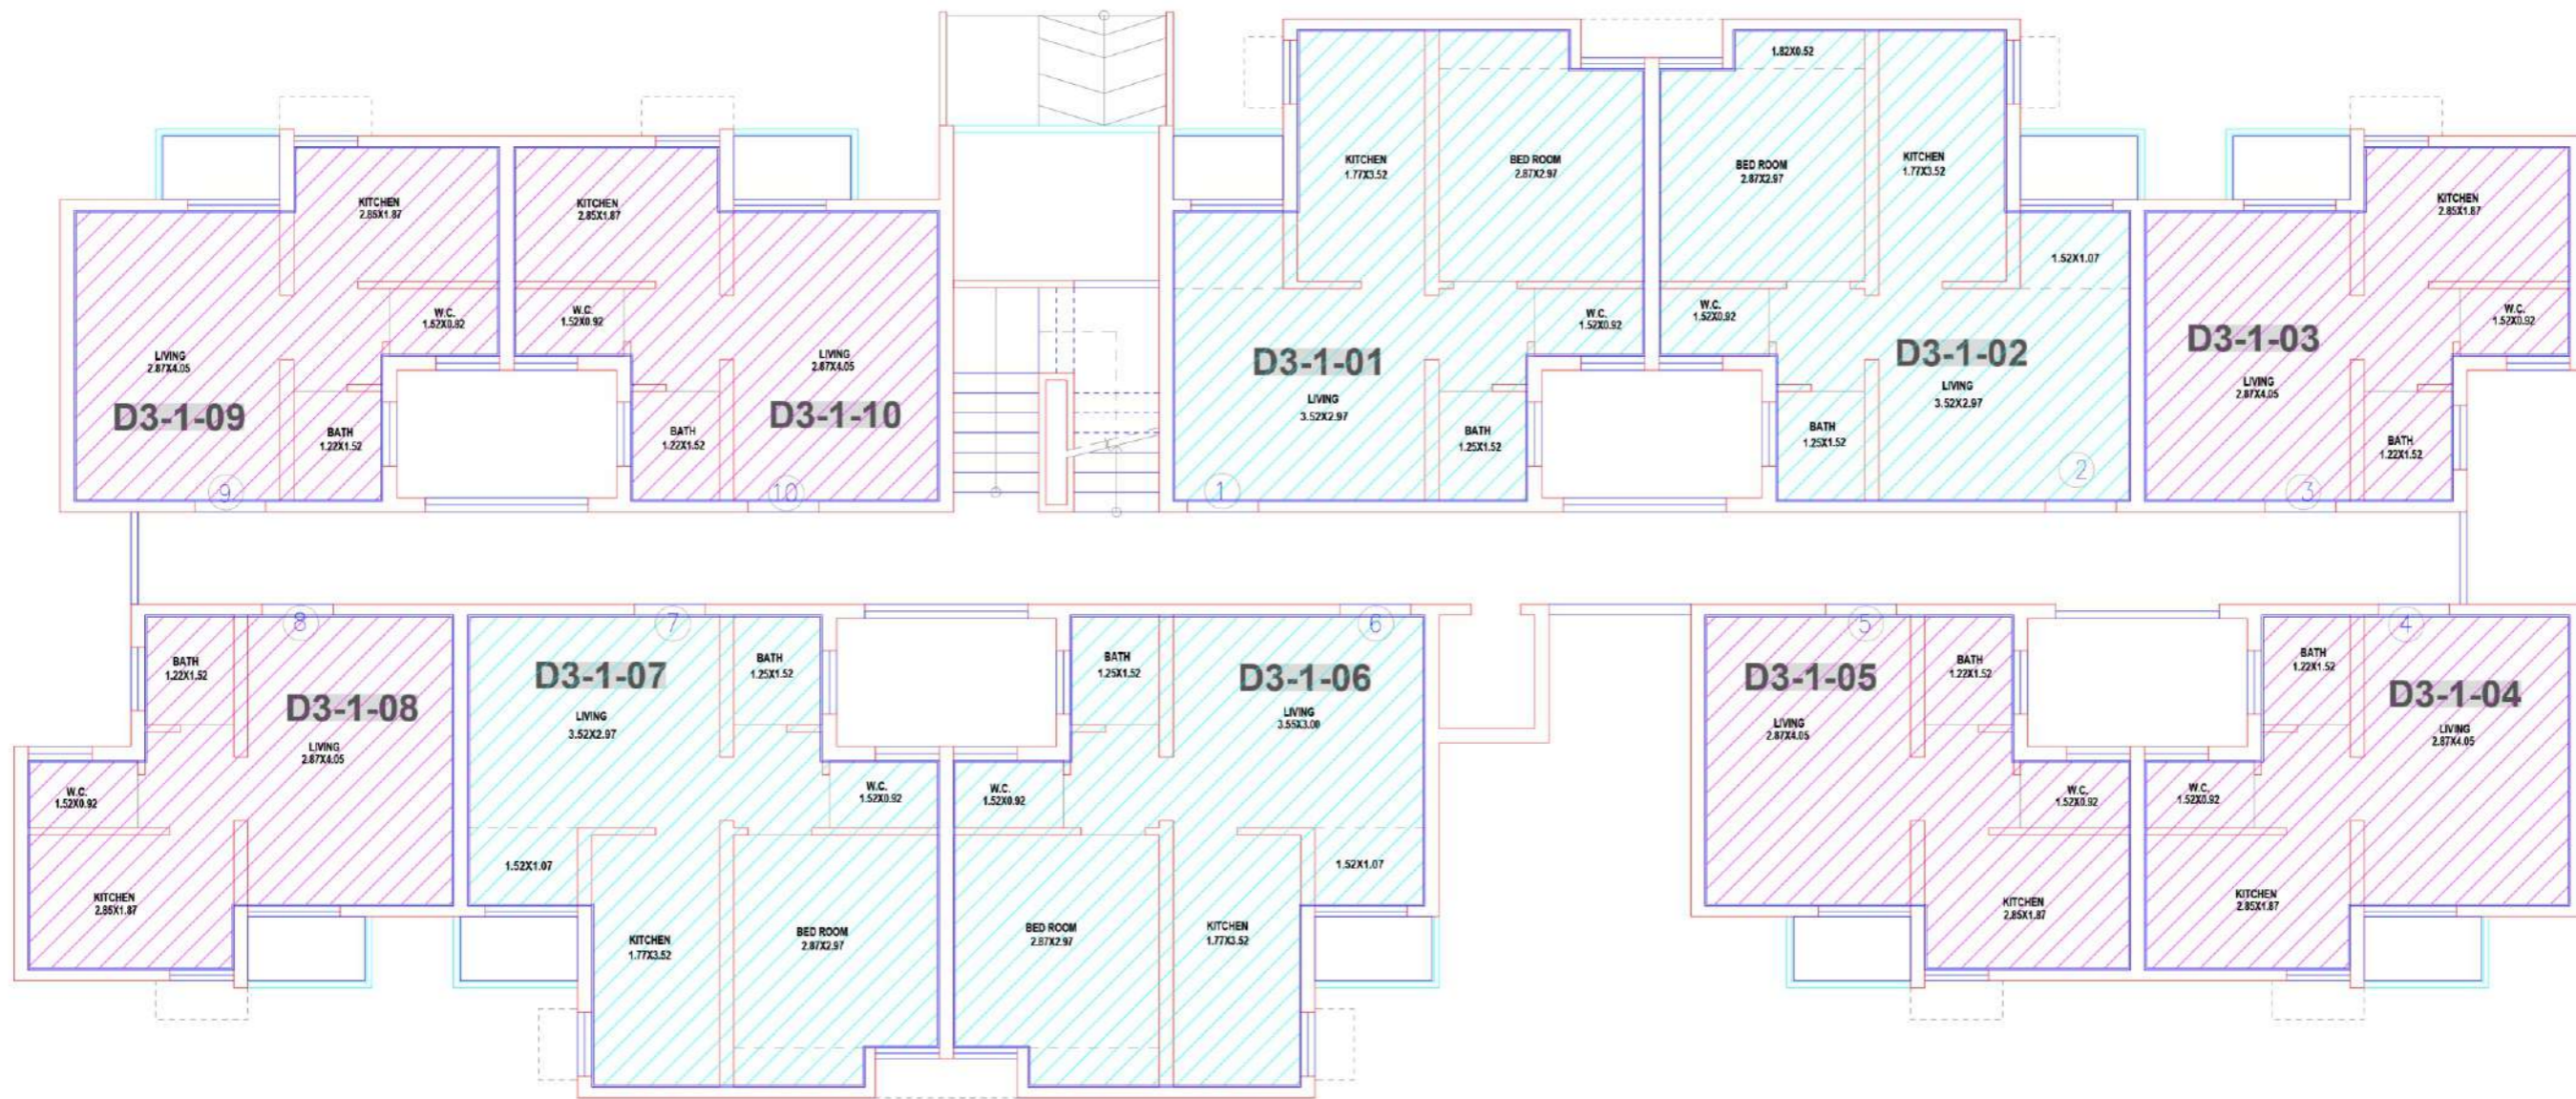 KITCHEN
2.85X1.87
W.C.
1.52X0.92
LIVING
2.87X4.05
D3-1-09
BATH
1.22X1.52
9
KITCHEN
2.85X1.87
W.C.
1.52X0.92
LIVING
2.87X4.05
D3-1-10
BATH
1.22X1.52
10
KITCHEN
1.77X3.52
BED ROOM
2.87X2.97
W.C.
1.52X0.92
D3-1-01
LIVING
3.52X2.97
BATH
1.25X1.52
1
1.82X0.52
BED ROOM
2.87X2.97
KITCHEN
1.77X3.52
1.52X1.07
W.C.
1.52X0.92
D3-1-02
LIVING
3.52X2.97
BATH
1.25X1.52
2
KITCHEN
2.85X1.87
W.C.
1.52X0.92
D3-1-03
LIVING
2.87X4.05
BATH
1.22X1.52
3
8
BATH
1.22X1.52
D3-1-08
LIVING
2.87X4.05
W.C.
1.52X0.92
KITCHEN
2.85X1.87
7
BATH
1.25X1.52
D3-1-07
LIVING
3.52X2.97
W.C.
1.52X0.92
1.52X1.07
KITCHEN
1.77X3.52
BED ROOM
2.87X2.97
6
BATH
1.25X1.52
D3-1-06
LIVING
3.55X3.00
W.C.
1.52X0.92
1.52X1.07
BED ROOM
2.87X2.97
KITCHEN
1.77X3.52
5
BATH
1.22X1.52
D3-1-05
LIVING
2.87X4.05
W.C.
1.52X0.92
KITCHEN
2.85X1.87
4
BATH
1.22X1.52
D3-1-04
LIVING
2.87X4.05
W.C.
1.52X0.92
KITCHEN
2.85X1.87